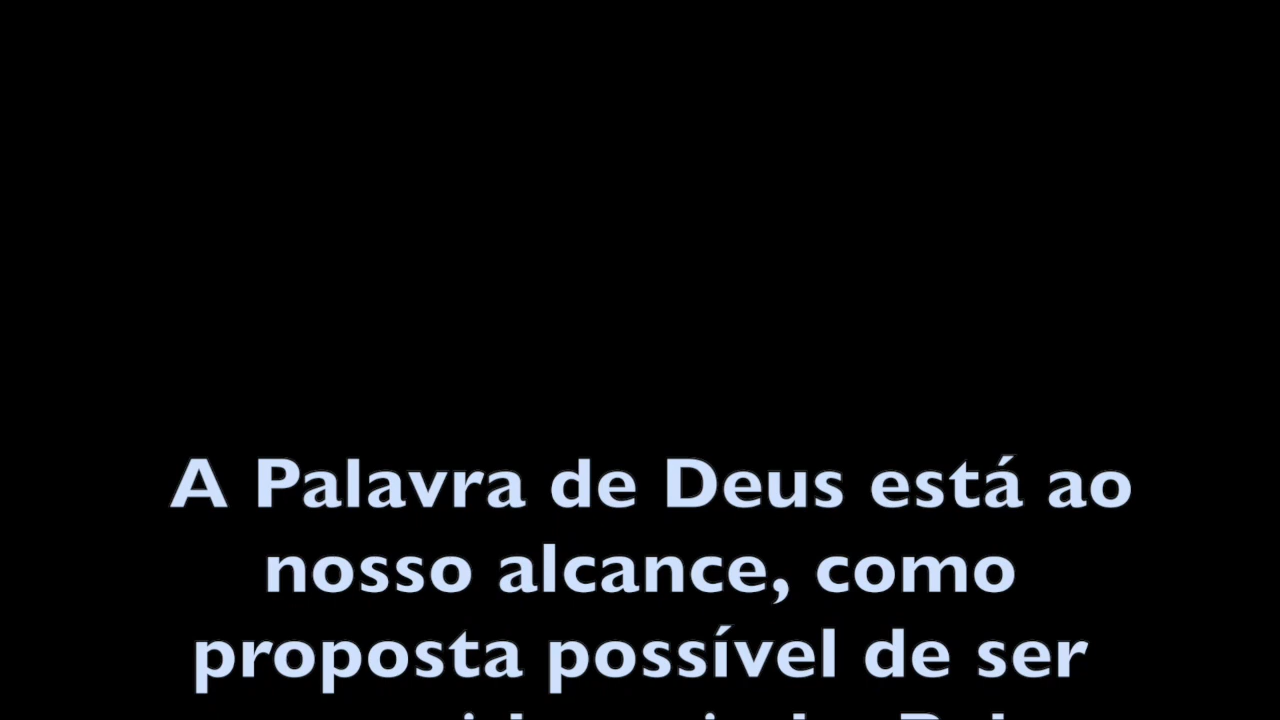 A Palavra de Deus está ao
nosso alcance, como
proposta possível de ser